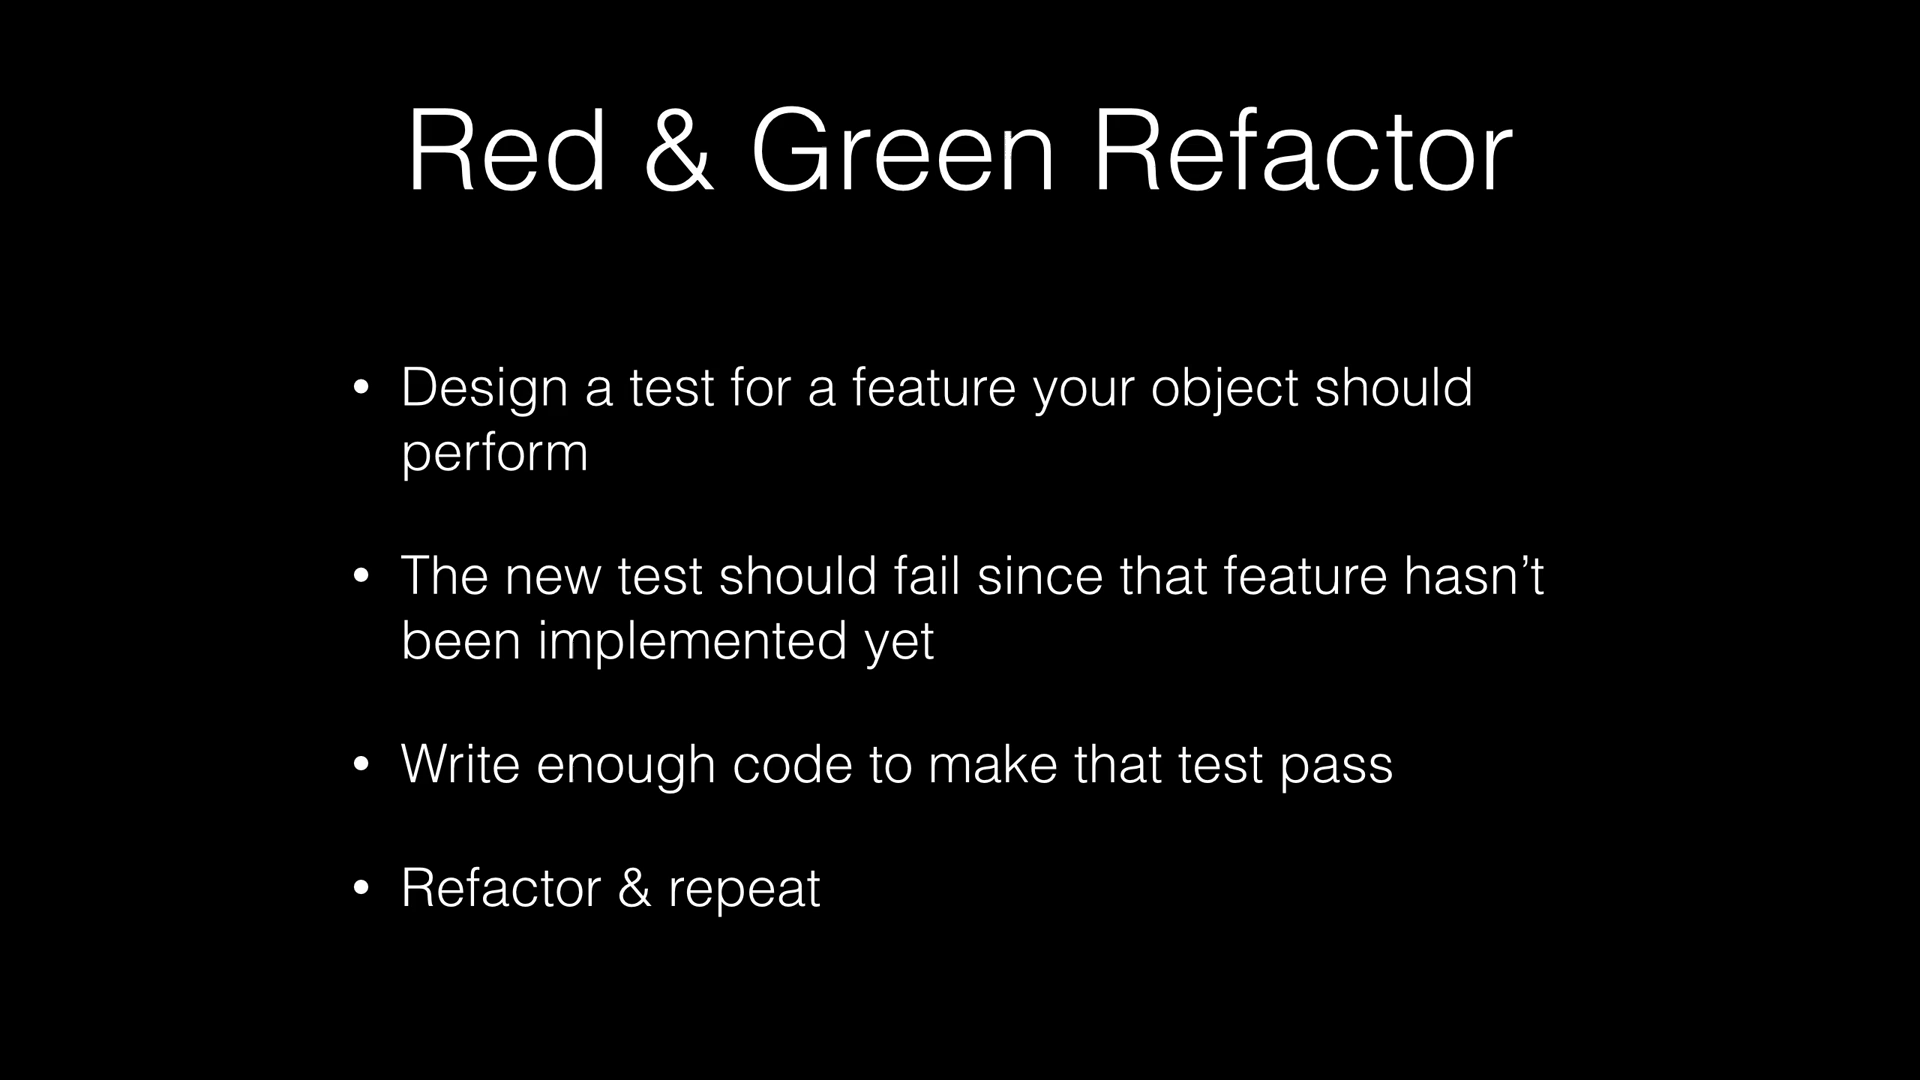 Red & Green Refactor
• Design a test for a feature your object should
perform
• The new test should fail since that feature hasn’t
been implemented yet
• Write enough code to make that test pass
• Refactor & repeat